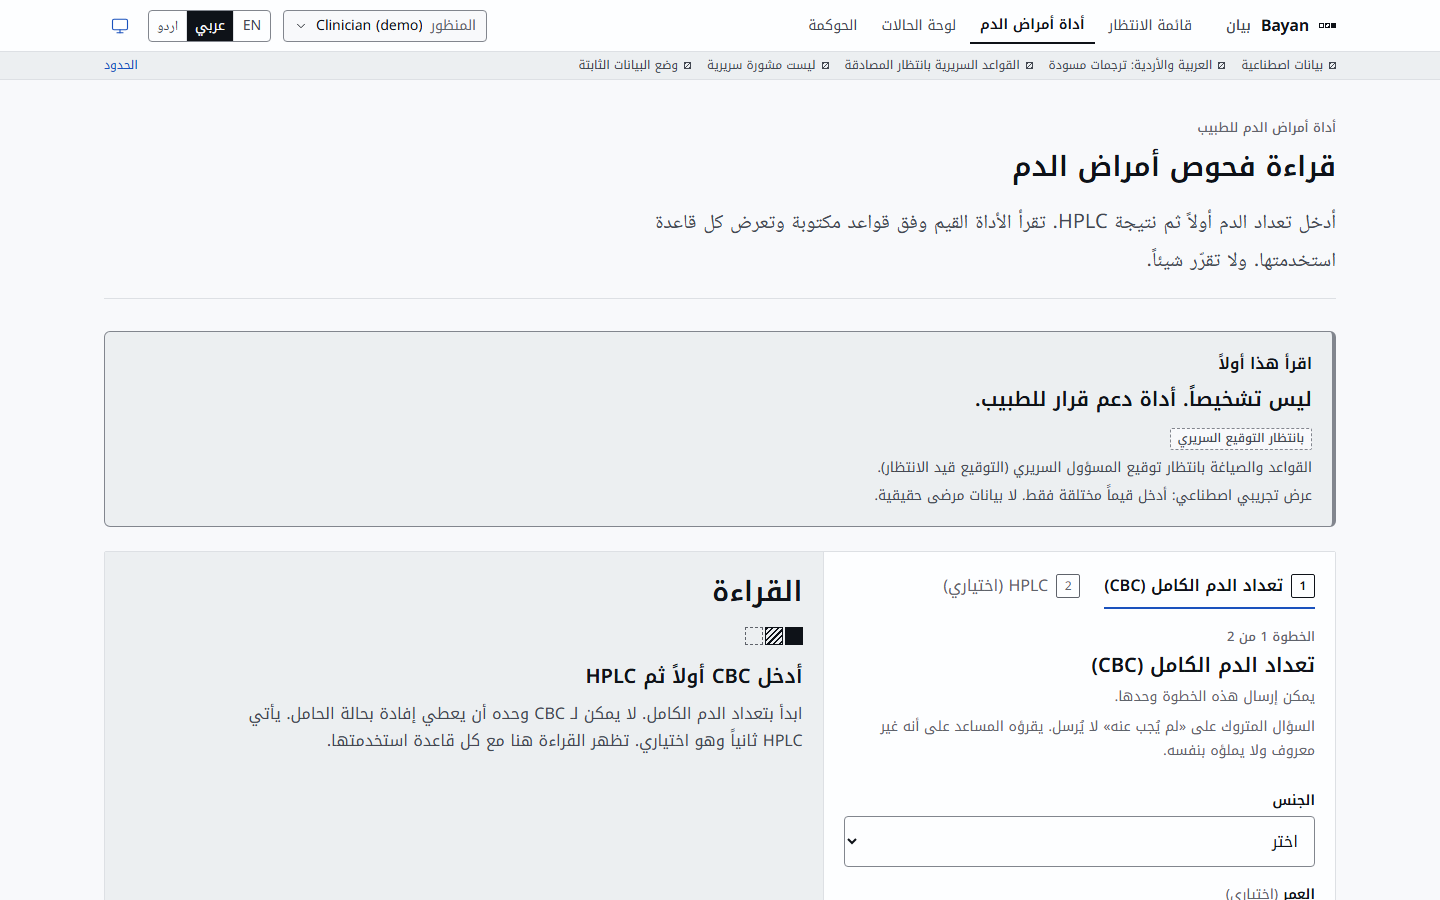 Bayan بيان
قائمة الانتظار
أداة أمراض الدم
لوحة الحالات
الحوكمة
المنظور Clinician (demo)
EN
عربي
اردو
بيانات اصطناعية
العربية والأردية: ترجمات مسودة
القواعد السريرية بانتظار المصادقة
ليست مشورة سريرية
وضع البيانات الثابتة
الحدود
أداة أمراض الدم للطبيب
قراءة فحوص أمراض الدم
أدخل تعداد الدم أولاً ثم نتيجة HPLC. تقرأ الأداة القيم وفق قواعد مكتوبة وتعرض كل قاعدة
استخدمتها. ولا تقرّر شيئاً.
اقرأ هذا أولاً
ليس تشخيصاً. أداة دعم قرار للطبيب.
بانتظار التوقيع السريري
القواعد والصياغة بانتظار توقيع المسؤول السريري (التوقيع قيد الانتظار).
عرض تجريبي اصطناعي: أدخل قيماً مختلقة فقط. لا بيانات مرضى حقيقية.
1 تعداد الدم الكامل (CBC)
2 HPLC (اختياري)
الخطوة 1 من 2
تعداد الدم الكامل (CBC)
يمكن إرسال هذه الخطوة وحدها.
السؤال المتروك على «لم يُجب عنه» لا يُرسل. يقرؤه المساعد على أنه غير
معروف ولا يملؤه بنفسه.
الجنس
اختر
العمر (اختياري)
القراءة
أدخل CBC أولاً ثم HPLC
ابدأ بتعداد الدم الكامل. لا يمكن لـ CBC وحده أن يعطي إفادة بحالة الحامل. يأتي
HPLC ثانياً وهو اختياري. تظهر القراءة هنا مع كل قاعدة استخدمتها.